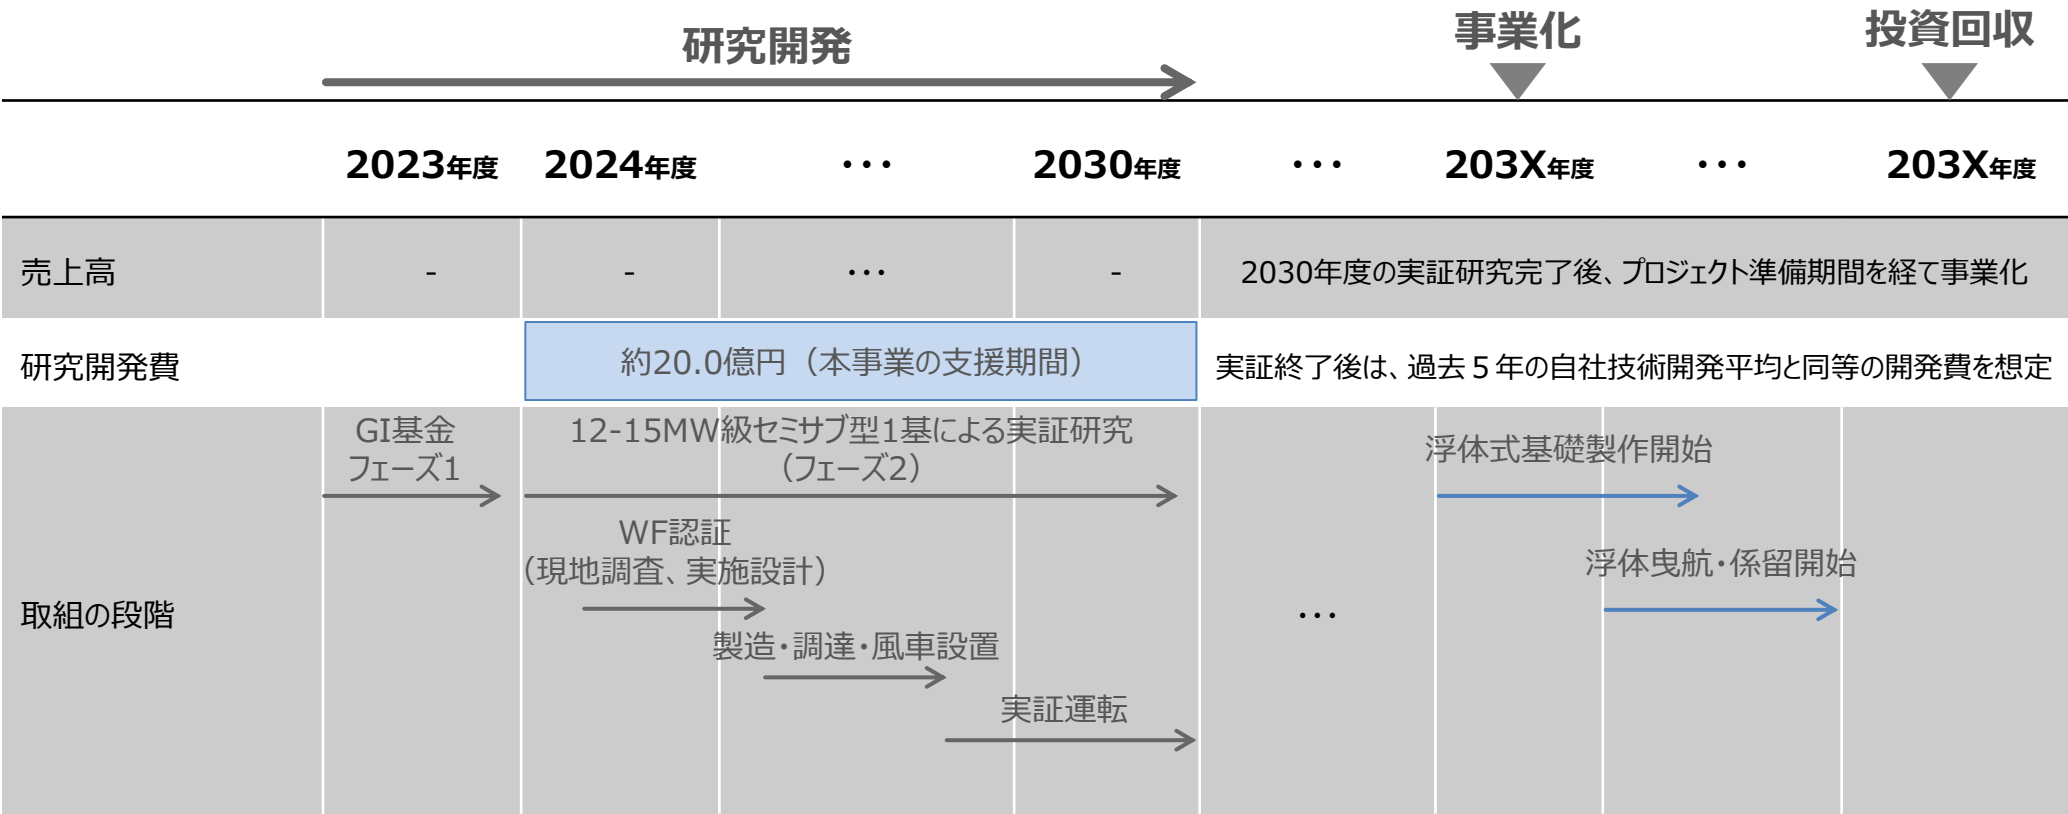 研究開発
事業化
投資回収
2023年度
2024年度
・・・
2030年度
・・・
203X年度
・・・
203X年度
売上高
-
-
・・・
-
2030年度の実証研究完了後、プロジェクト準備期間を経て事業化
研究開発費
約20.0億円（本事業の支援期間）
実証終了後は、過去５年の自社技術開発平均と同等の開発費を想定
取組の段階
GI基金
フェーズ1
12-15MW級セミサブ型1基による実証研究
（フェーズ2）
WF認証
（現地調査、実施設計）
製造・調達・風車設置
実証運転
・・・
浮体式基礎製作開始
浮体曳航・係留開始